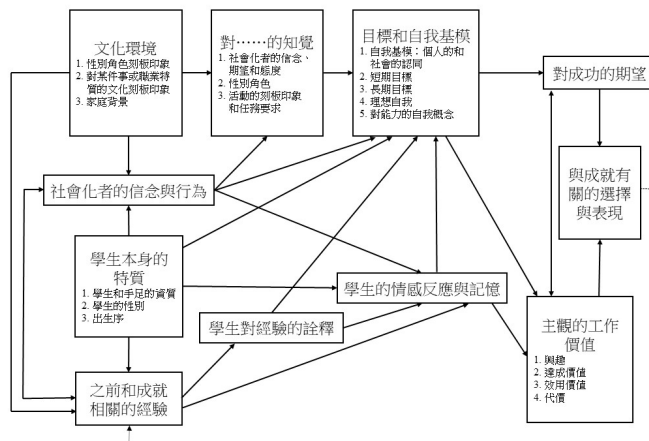 文化環境
1. 性別角色刻板印象
2. 對某件事或職業特
質的文化刻板印象
3. 家庭背景
對……的知覺
1. 社會化者的信念、
期望和態度
2. 性別角色
3. 活動的刻板印象
和任務要求
目標和自我基模
1. 自我基模：個人的和
社會的認同
2. 短期目標
3. 長期目標
4. 理想自我
5. 對能力的自我概念
對成功的期望
社會化者的信念與行為
與成就有
關的選擇
與表現
學生本身的
特質
1. 學生和手足的資質
2. 學生的性別
3. 出生序
學生的情感反應與記憶
學生對經驗的詮釋
主觀的工作
價值
1. 興趣
2. 達成價值
3. 效用價值
4. 代價
之前和成就
相關的經驗